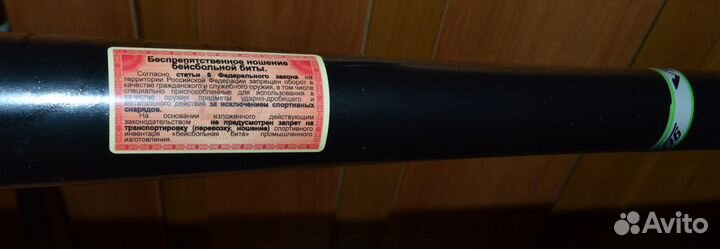 Беспрепятственное ношение
бейсбольной биты.
Согласно статьи 6 Федерального закона на
территории Российской Федерации запрещен оборот в
качестве гражданского и служебного оружия, в том числе
специально приспособленные для использования в
качестве оружия предметы ударно-дробящего и
метательного действия за исключением спортивных
снарядов.
На основании изложенного действующим
законодательством не предусмотрен запрет на
транспортировку (перевозку, ношение) спортивного
инвентаря «бейсбольная бита» промышленного
изготовления.
Avito